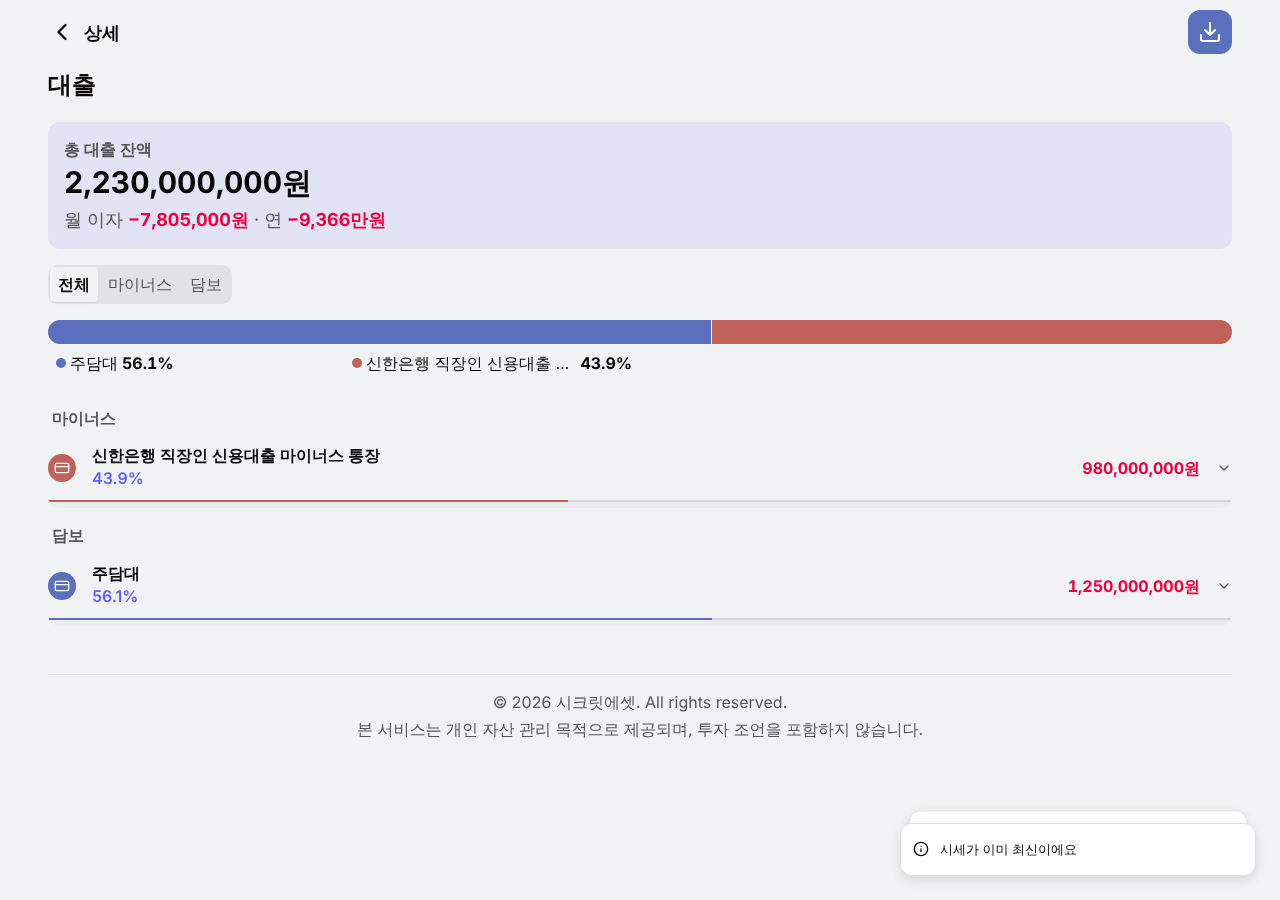 상세
대출
총 대출 잔액
2,230,000,000원
월 이자 −7,805,000원 · 연 −9,366만원
전체 마이너스 담보
주담대 56.1% 신한은행 직장인 신용대출 ... 43.9%
마이너스
신한은행 직장인 신용대출 마이너스 통장
43.9%
980,000,000원
담보
주담대
56.1%
1,250,000,000원
© 2026 시크릿에셋. All rights reserved.
본 서비스는 개인 자산 관리 목적으로 제공되며, 투자 조언을 포함하지 않습니다.
시세가 이미 최신이에요